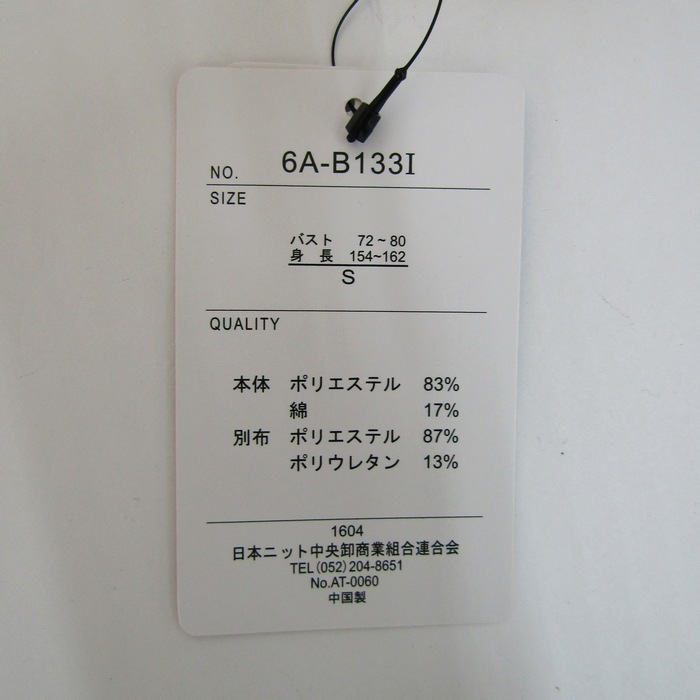 NO. 6A-B133I
SIZE
バスト 72~80
身長 154~162
S
QUALITY
本体 ポリエステル 83%
綿 17%
別布 ポリエステル 87%
ポリウレタン 13%
1604
日本ニット中央卸商業組合連合会
TEL(052)204-8651
No.AT-0060
中国製